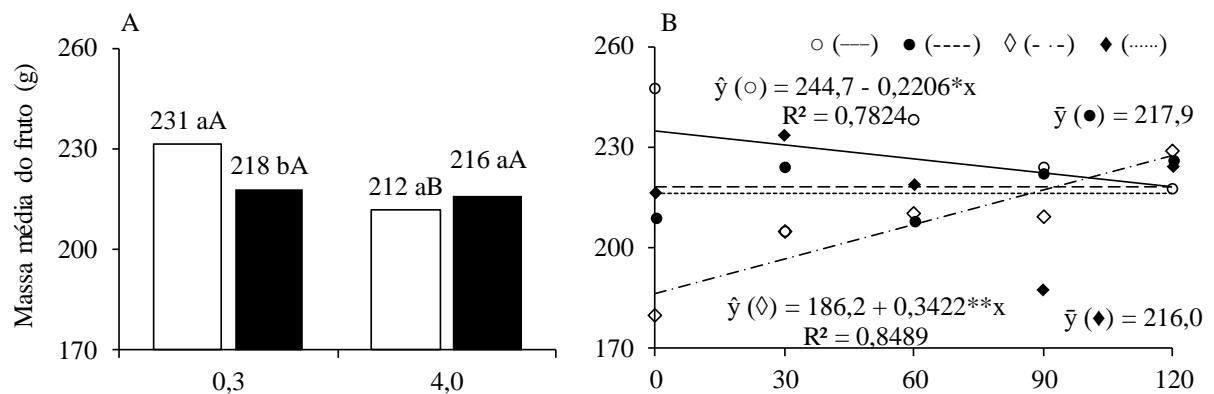 A
Massa média do fruto (g)
260
230
200
170
231 aA
218 bA
212 aB
216 aA
0,3
4,0
B
260
230
200
170
○ (-–-) ● (----) ◊ (- ·-) ♦ (......)
ŷ (○) = 244,7 - 0,2206*x
R² = 0,7824
ȳ (●) = 217,9
ŷ (◊) = 186,2 + 0,3422**x
R² = 0,8489
ȳ (♦) = 216,0
0
30
60
90
120